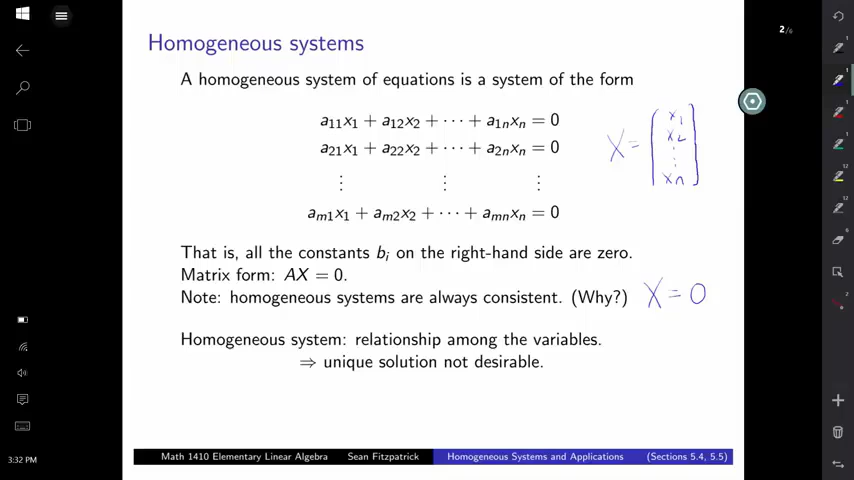 2/6
Homogeneous systems
A homogeneous system of equations is a system of the form
a₁₁x₁ + a₁₂x₂ + ⋯ + a₁ₙxₙ = 0
a₂₁x₁ + a₂₂x₂ + ⋯ + a₂ₙxₙ = 0
⋮ ⋮ ⋮
aₘ₁x₁ + aₘ₂x₂ + ⋯ + aₘₙxₙ = 0
X = [x₁
x₂
⋮
xₙ]
That is, all the constants bᵢ on the right-hand side are zero.
Matrix form: AX = 0.
Note: homogeneous systems are always consistent. (Why?) X = 0
Homogeneous system: relationship among the variables.
⇒ unique solution not desirable.
Math 1410 Elementary Linear Algebra Sean Fitzpatrick Homogeneous Systems and Applications (Sections 5.4, 5.5)
3:32 PM